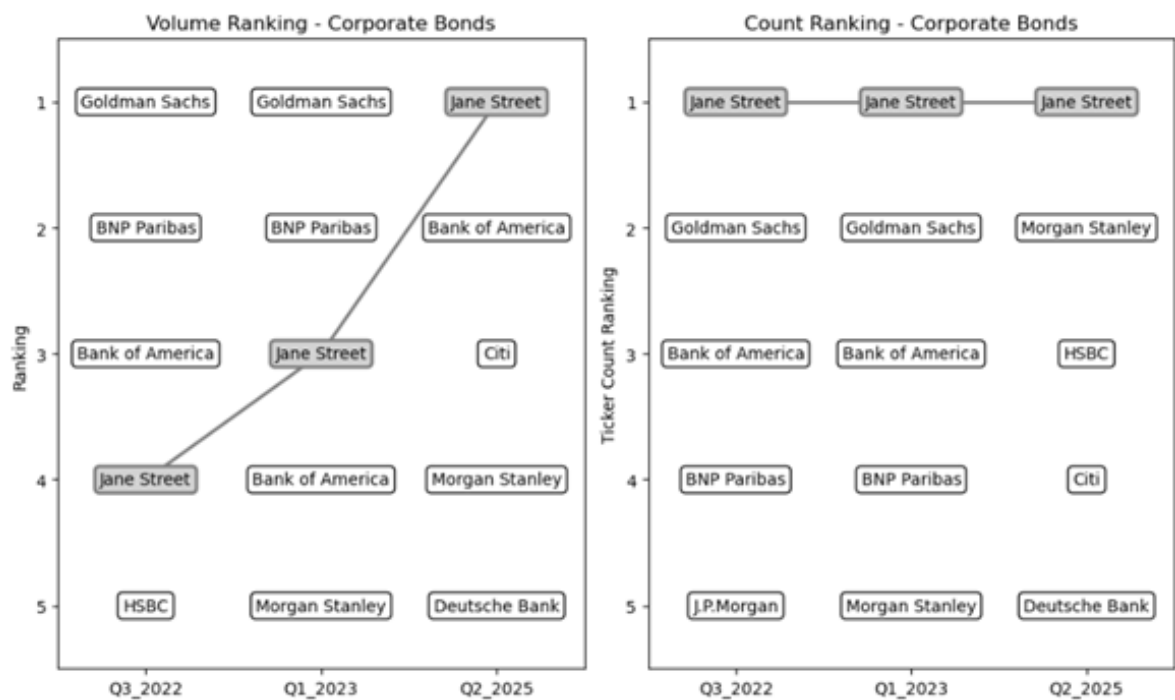 Volume Ranking - Corporate Bonds
Ranking
1
Goldman Sachs
Goldman Sachs
Jane Street
2
BNP Paribas
BNP Paribas
Bank of America
3
Bank of America
Jane Street
Citi
4
Jane Street
Bank of America
Morgan Stanley
5
HSBC
Morgan Stanley
Deutsche Bank
Q3_2022
Q1_2023
Q2_2025
Count Ranking - Corporate Bonds
Ticker Count Ranking
1
Jane Street
Jane Street
Jane Street
2
Goldman Sachs
Goldman Sachs
Morgan Stanley
3
Bank of America
Bank of America
HSBC
4
BNP Paribas
BNP Paribas
Citi
5
J.P.Morgan
Morgan Stanley
Deutsche Bank
Q3_2022
Q1_2023
Q2_2025